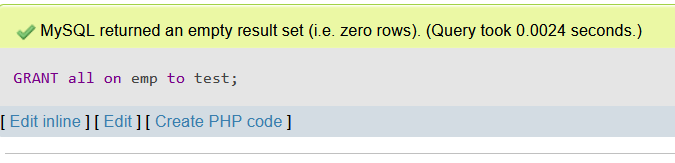 MySQL returned an empty result set (i.e. zero rows). (Query took 0.0024 seconds.)
GRANT all on emp to test;
[ Edit inline ] [ Edit ] [ Create PHP code ]